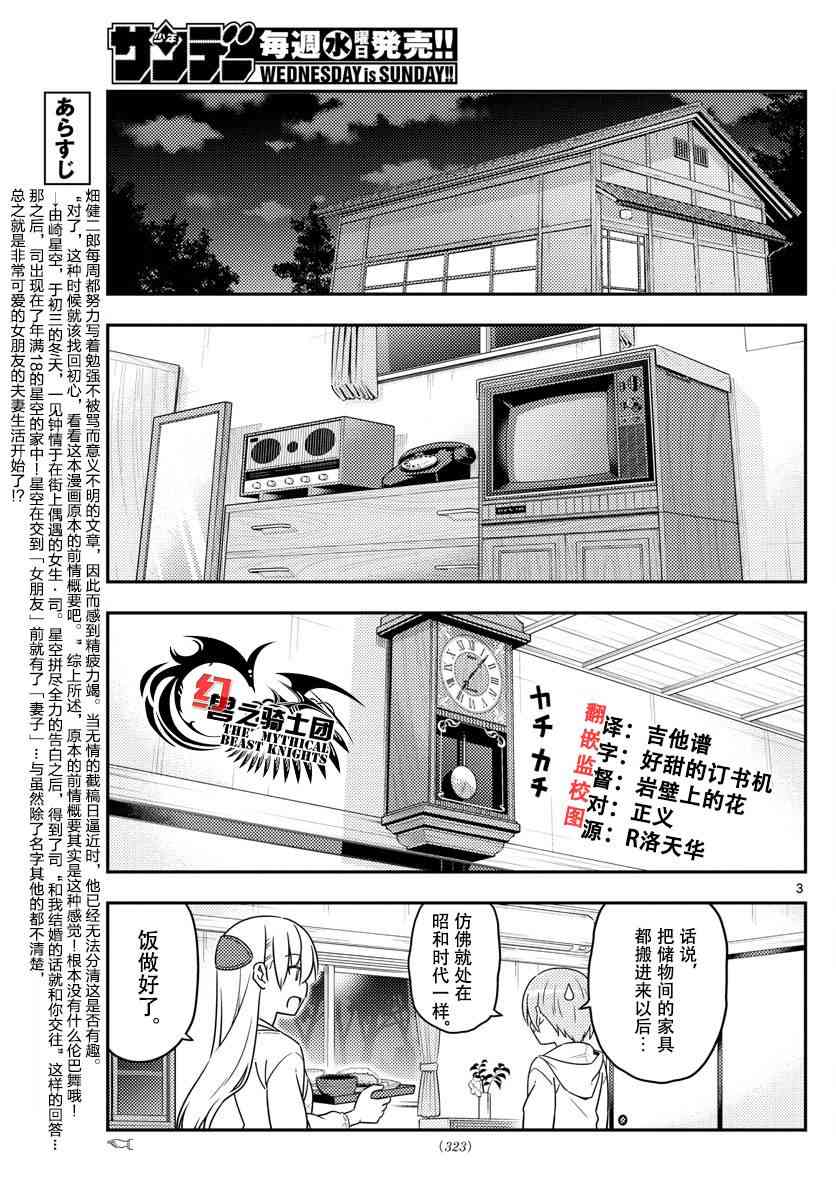 少年サンデー 毎週水曜日発売!!
WEDNESDAY is SUNDAY!!
あらすじ
畑健二郎每周都努力写着勉强不被骂而意义不明的文章，因此而感到精疲力竭。当无情的截稿日逼近时，他已经无法分清这是否有趣。
“对了，这种时候就该找回初心，看看这本漫画原本的前情概要吧。”综上所述，原本的前情概要其实是这种感觉！根本没有什么伦巴舞哦！
—由崎星空，于初三的冬天，一见钟情于在街上偶遇的女生·司。星空拼尽全力的告白之后，得到了司“和我结婚的话就和你交往”这样的回答…
那之后，司出现在了年满18的星空的家中！星空在交到「女朋友」前就有了「妻子」…与虽然除了名字其他的都不清楚，
总之就是非常可爱的女朋友的夫妻生活开始了!?
幻兽之骑士团
THE MYTHICAL
BEAST KNIGHTS
カチ
カチ
翻译：吉他谱
嵌字：好甜的订书机
监督：岩壁上的花
校对：正义
图源：R洛天华
3
话说，
把储物间的家具
都搬进来以后…
仿佛就处在
昭和时代一样。
饭做好了。
(323)